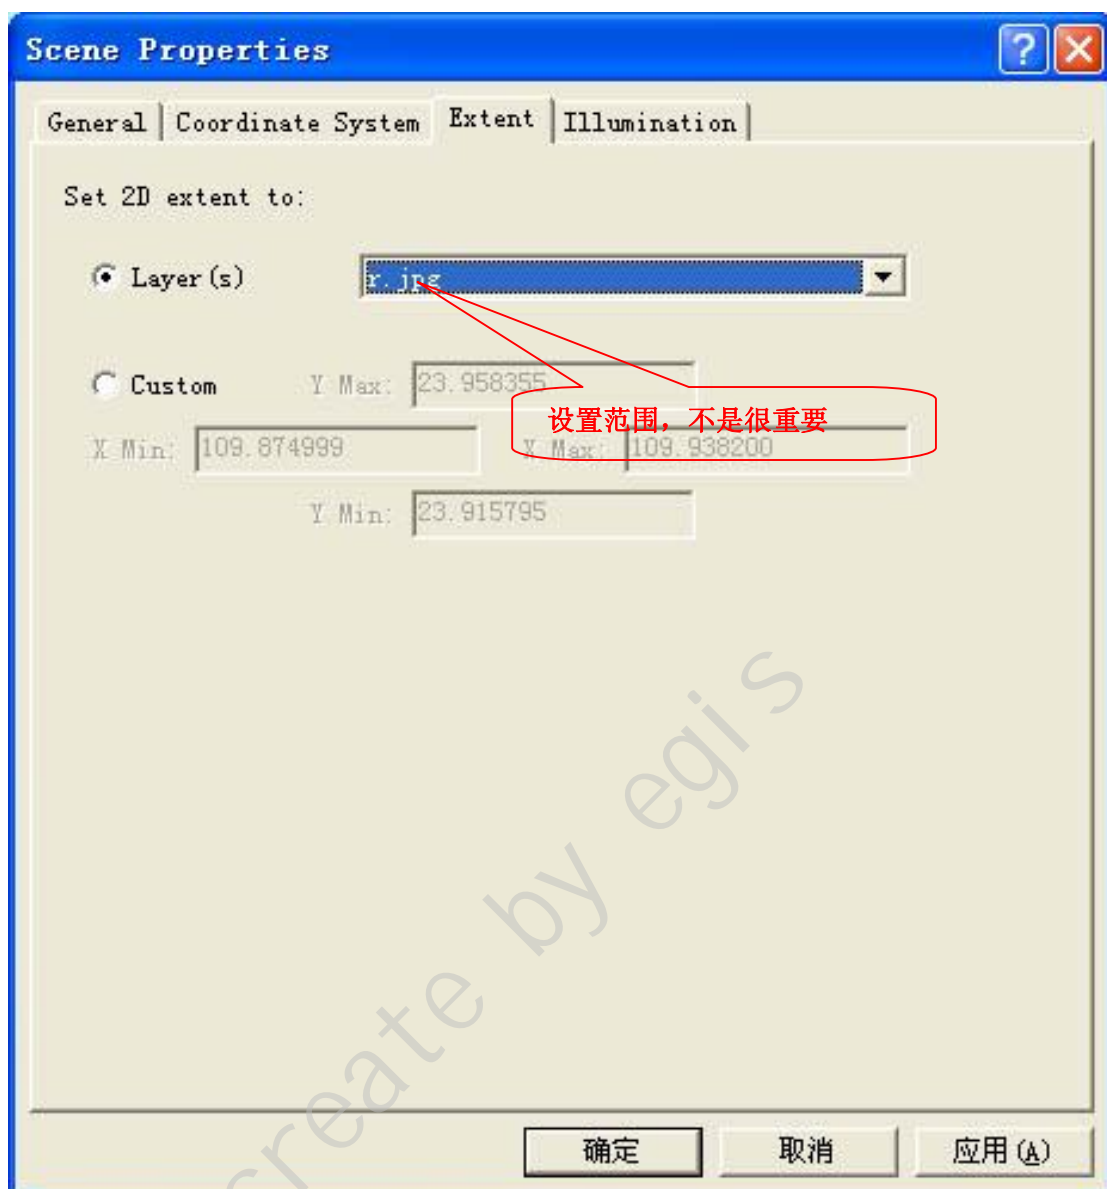 Scene Properties
General Coordinate System Extent Illumination
Set 2D extent to:
Layer(s) r.jpg
Custom Y Max: 23.958355
设置范围，不是很重要
X Min: 109.874999 X Max: 109.938200
Y Min: 23.915795
create by egis
确定 取消 应用(A)